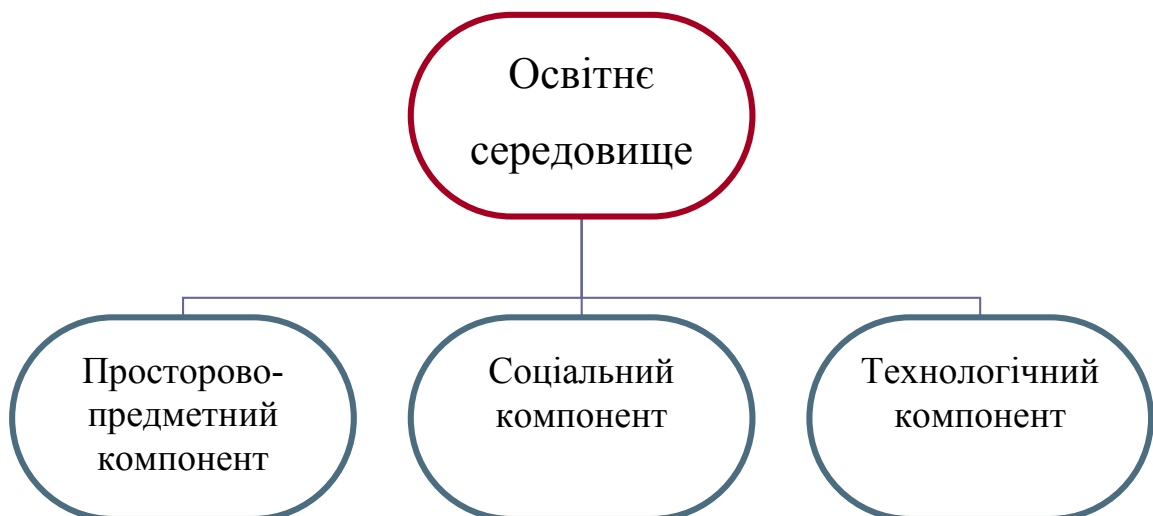 Освітнє
середовище
Просторово-
предметний
компонент
Соціальний
компонент
Технологічний
компонент